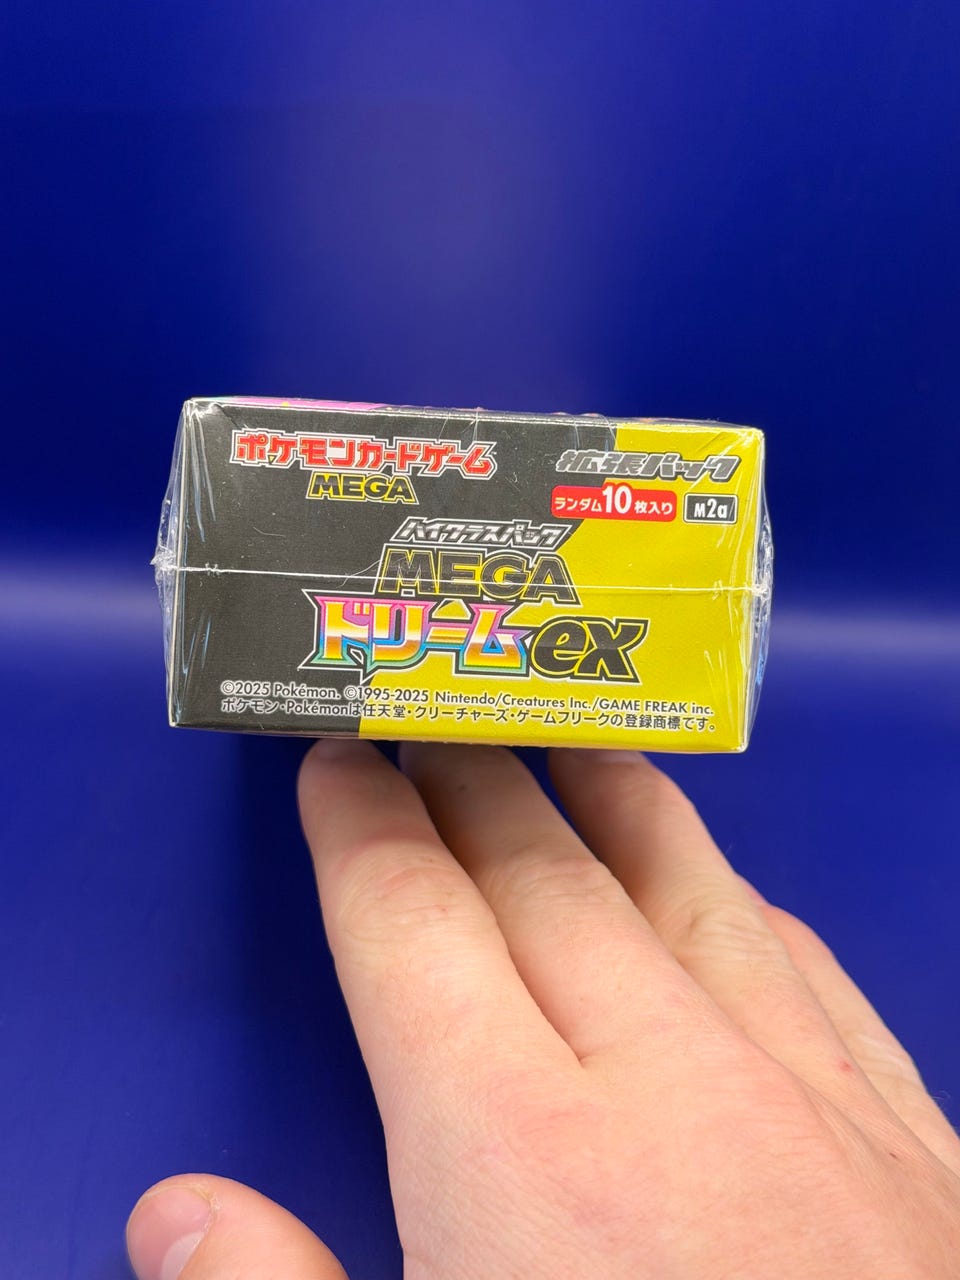 ポケモンカードゲーム
MEGA
拡張パック
ランダム10枚入り
M2a
ハイクラスパック
MEGA
ドリームex
©2025 Pokémon. ©1995-2025 Nintendo/Creatures Inc./GAME FREAK inc.
ポケモン・Pokémonは任天堂・クリーチャーズ・ゲームフリークの登録商標です。